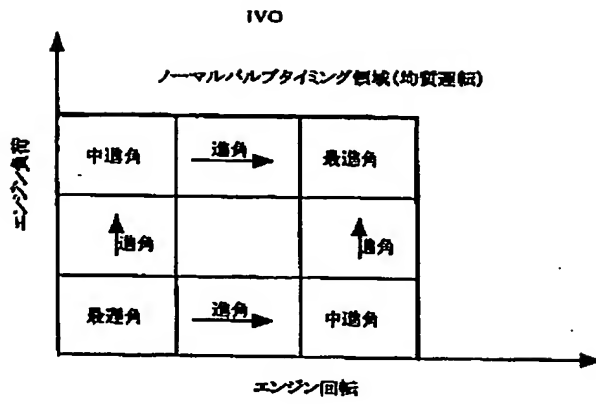 IVO
ノーマルバルブタイミング領域(均質運転)
エンジン負荷
中進角
進角
最進角
進角
進角
最遅角
進角
中進角
エンジン回転